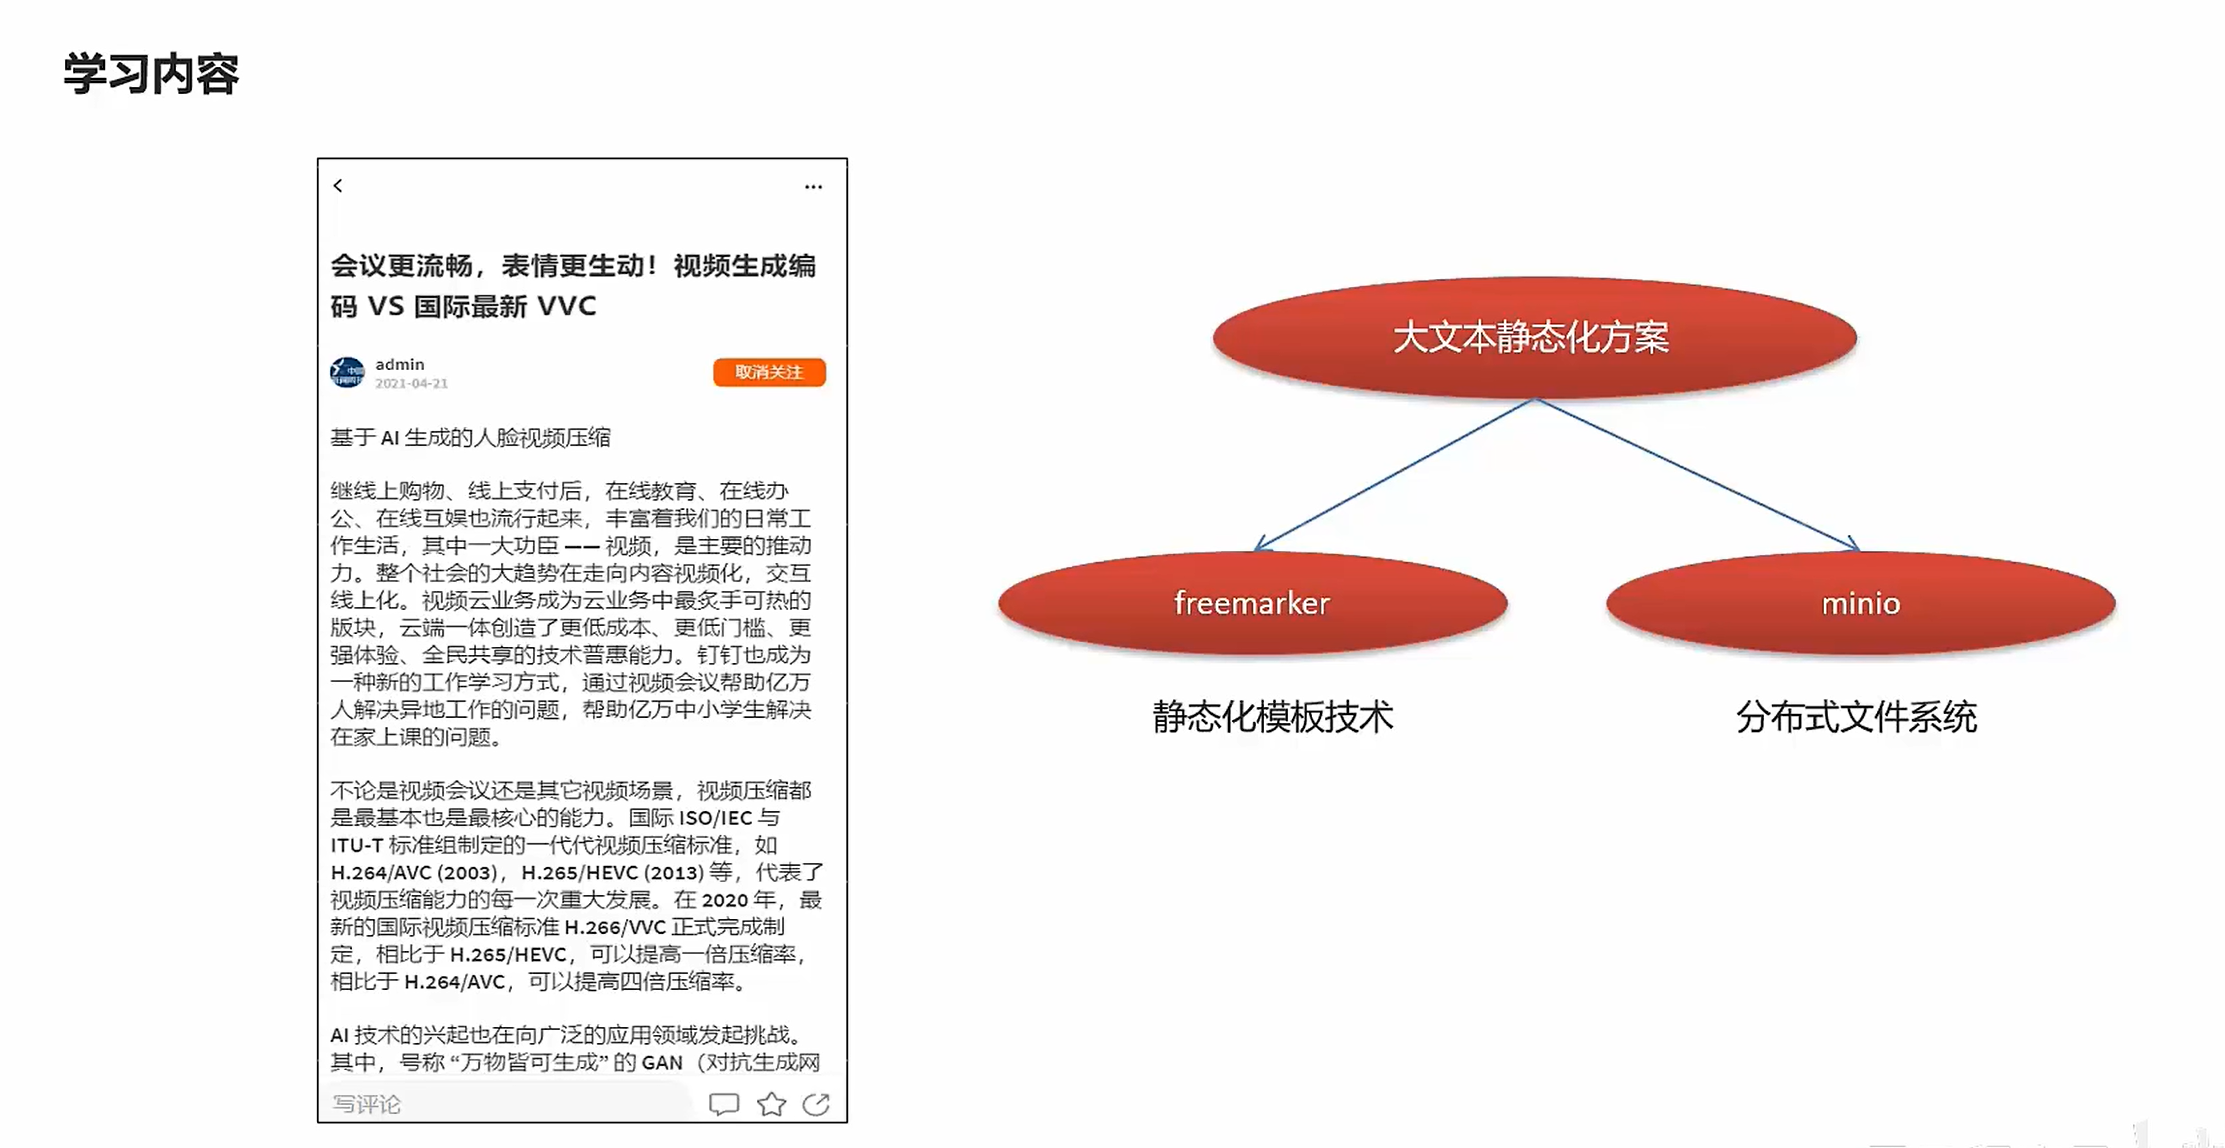 学习内容
会议更流畅，表情更生动！视频生成编
码 VS 国际最新 VVC
admin
2021-04-21
取消关注
基于 AI 生成的人脸视频压缩
继线上购物、线上支付后，在线教育、在线办
公、在线互娱也流行起来，丰富着我们的日常工
作生活，其中一大功臣 —— 视频，是主要的推动
力。整个社会的大趋势在走向内容视频化，交互
线上化。视频云业务成为云业务中最炙手可热的
版块，云端一体创造了更低成本、更低门槛、更
强体验、全民共享的技术普惠能力。钉钉也成为
一种新的工作学习方式，通过视频会议帮助亿万
人解决异地工作的问题，帮助亿万中小学生解决
在家上课的问题。
不论是视频会议还是其它视频场景，视频压缩都
是最基本也是最核心的能力。国际 ISO/IEC 与
ITU-T 标准组制定的一代代视频压缩标准，如
H.264/AVC (2003)，H.265/HEVC (2013) 等，代表了
视频压缩能力的每一次重大发展。在 2020 年，最
新的国际视频压缩标准 H.266/VVC 正式完成制
定，相比于 H.265/HEVC，可以提高一倍压缩率，
相比于 H.264/AVC，可以提高四倍压缩率。
AI 技术的兴起也在向广泛的应用领域发起挑战。
其中，号称 “万物皆可生成” 的 GAN（对抗生成网
写评论
大文本静态化方案
freemarker
minio
静态化模板技术
分布式文件系统